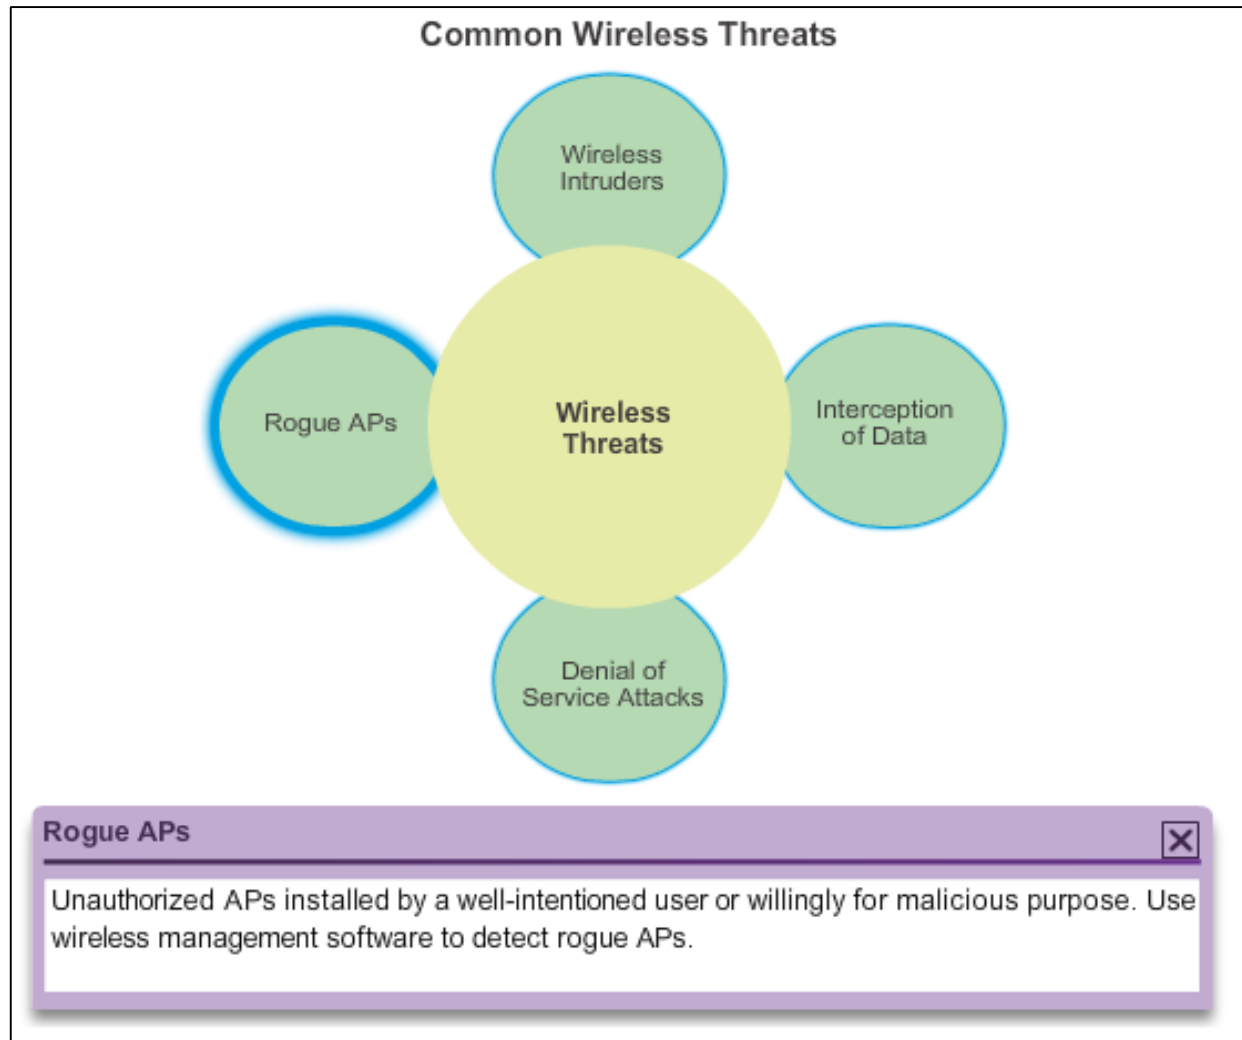 Common Wireless Threats
Wireless
Intruders
Rogue APs
Wireless
Threats
Interception
of Data
Denial of
Service Attacks
Rogue APs
Unauthorized APs installed by a well-intentioned user or willingly for malicious purpose. Use
wireless management software to detect rogue APs.